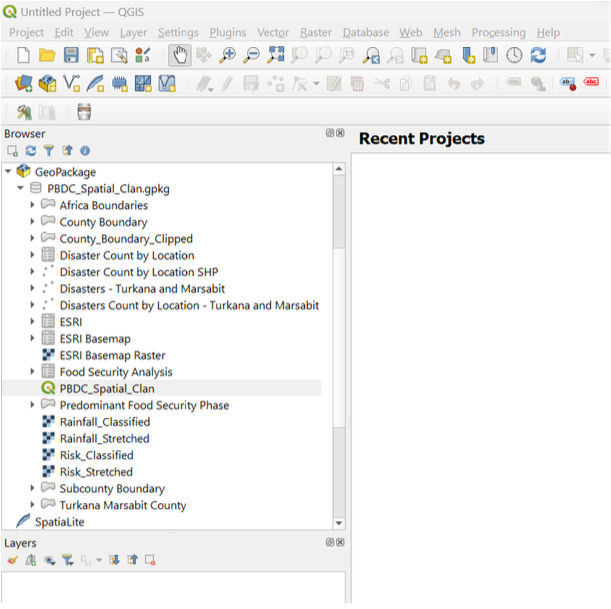 Untitled Project — QGIS
Project Edit View Layer Settings Plugins Vector Raster Database Web Mesh Processing Help
Browser
Recent Projects
GeoPackage
PBDC_Spatial_Clan.gpkg
Africa Boundaries
County Boundary
County_Boundary_Clipped
Disaster Count by Location
Disaster Count by Location SHP
Disasters - Turkana and Marsabit
Disasters Count by Location - Turkana and Marsabit
ESRI
ESRI Basemap
ESRI Basemap Raster
Food Security Analysis
PBDC_Spatial_Clan
Predominant Food Security Phase
Rainfall_Classified
Rainfall_Stretched
Risk_Classified
Risk_Stretched
Subcounty Boundary
Turkana Marsabit County
SpatiaLite
Layers